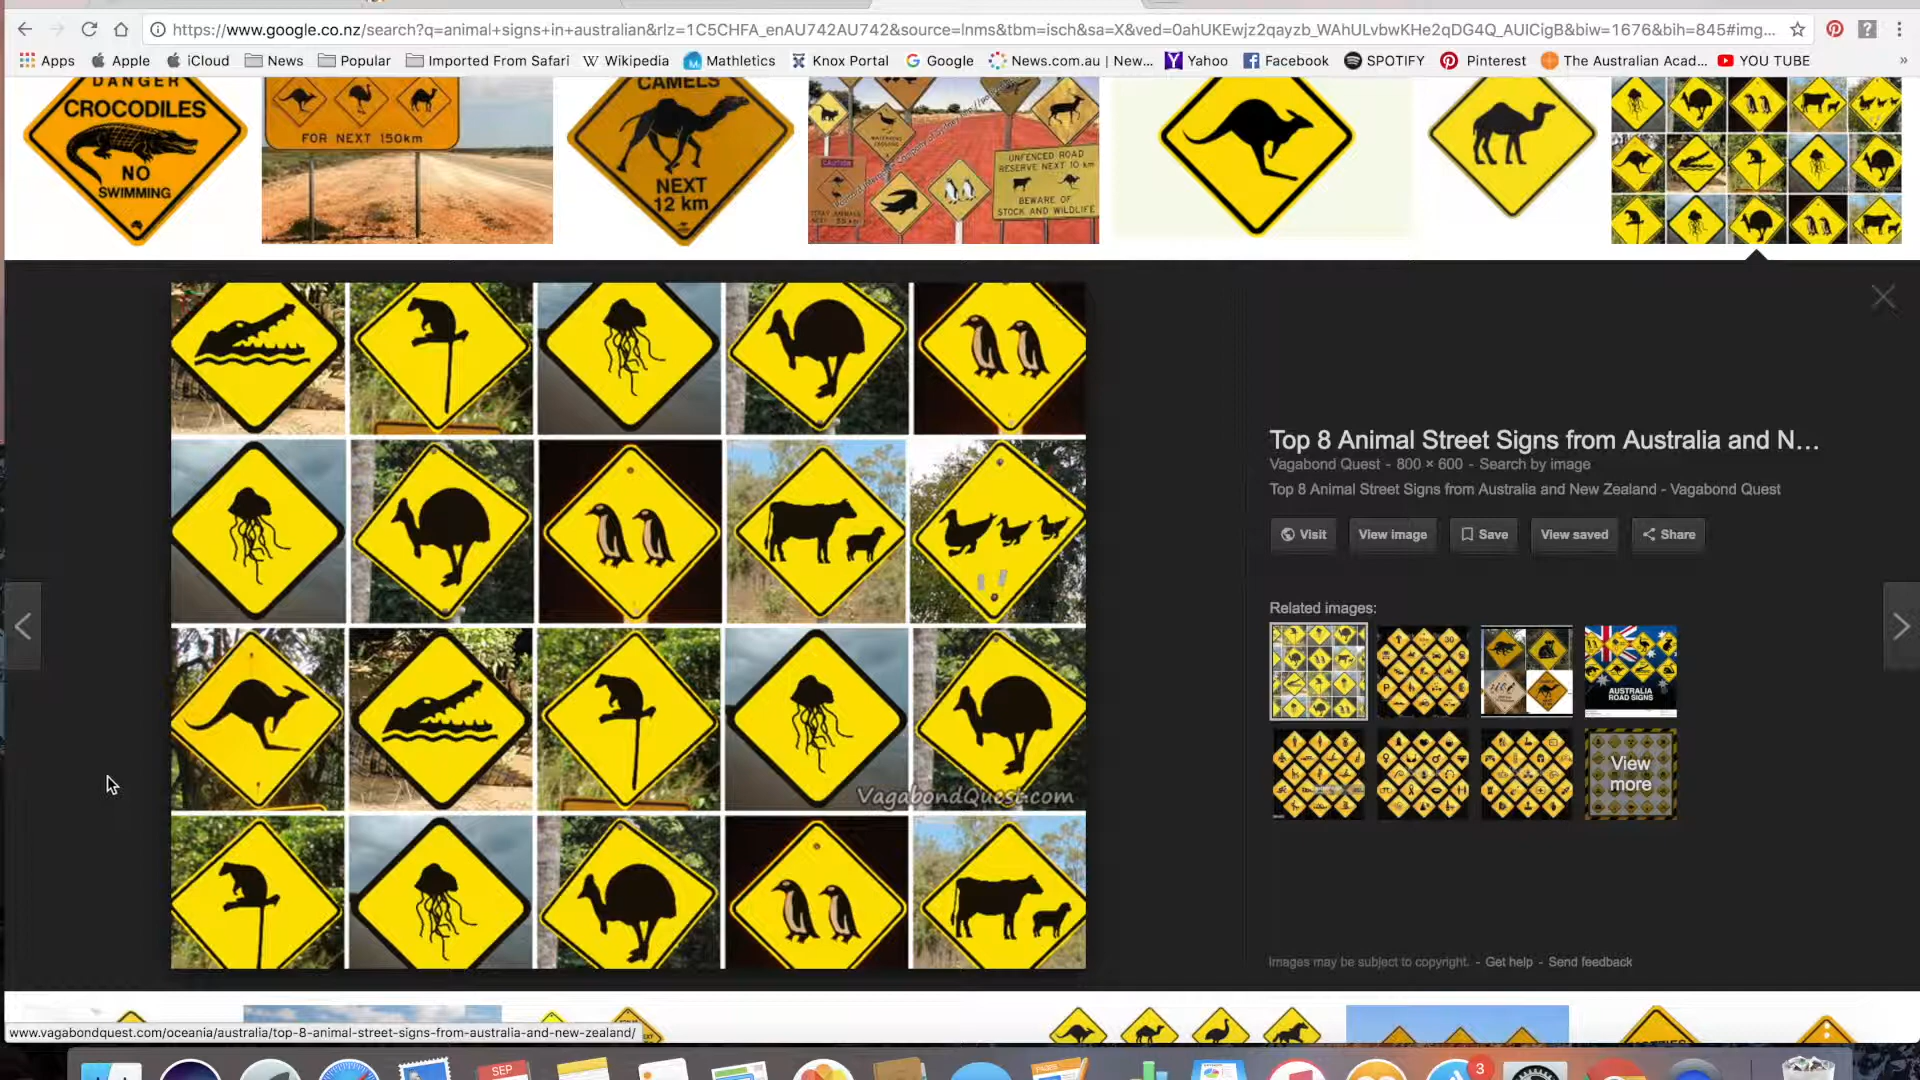 https://www.google.co.nz/search?q=animal+signs+in+australian&rlz=1C5CHFA_enAU742AU742&source=lnms&tbm=isch&sa=X&ved=0ahUKEwjz2qayzb_WAhULvbwKHe2qDG4Q_AUICigB&biw=1676&bih=845#img...
Apps Apple iCloud News Popular Imported From Safari Wikipedia Mathletics Knox Portal Google News.com.au | New... Yahoo Facebook SPOTIFY Pinterest The Australian Acad... YOU TUBE »
DANGER
CROCODILES
NO
SWIMMING
FOR NEXT 150km
CAMELS
NEXT
12 km
CAUTION
UNFENCED ROAD
RESERVE NEXT 10 km
BEWARE OF
STOCK AND WILDLIFE
VagabondQuest.com
Top 8 Animal Street Signs from Australia and N...
Vagabond Quest - 800 × 600 - Search by image
Top 8 Animal Street Signs from Australia and New Zealand - Vagabond Quest
Visit View image Save View saved Share
Related images:
AUSTRALIA
ROAD SIGNS
View
more
Images may be subject to copyright. - Get help - Send feedback
www.vagabondquest.com/oceania/australia/top-8-animal-street-signs-from-australia-and-new-zealand/
SEP
PAGES
3